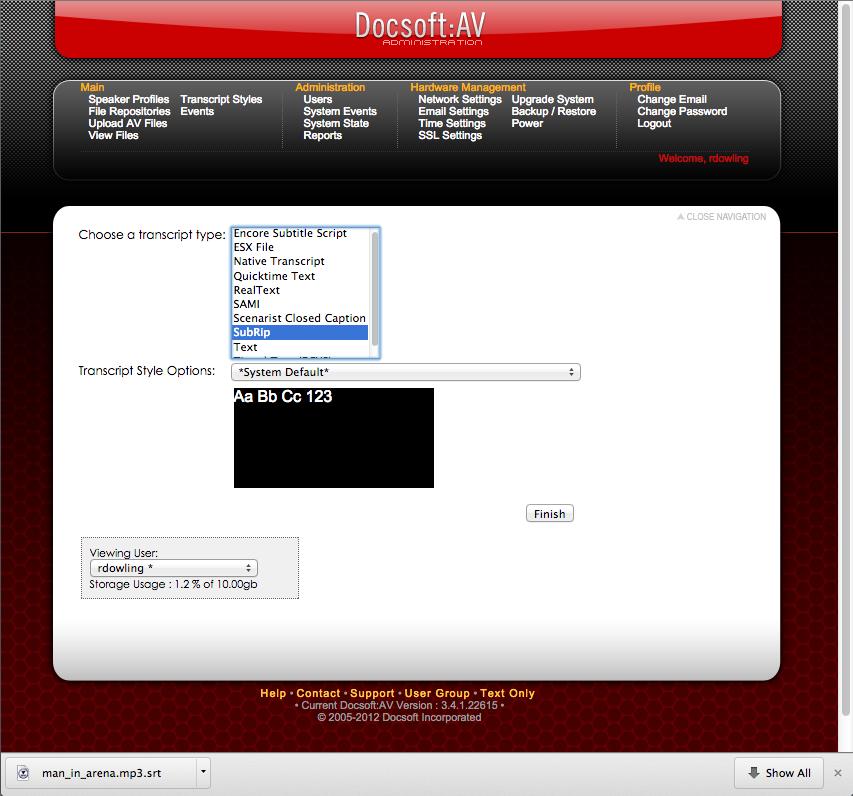 Docsoft:AV
ADMINISTRATION
Main
Speaker Profiles Transcript Styles
File Repositories Events
Upload AV Files
View Files
Administration
Users
System Events
System State
Reports
Hardware Management
Network Settings Upgrade System
Email Settings Backup / Restore
Time Settings Power
SSL Settings
Profile
Change Email
Change Password
Logout
Welcome, rdowling
CLOSE NAVIGATION
Choose a transcript type:
Encore Subtitle Script
ESX File
Native Transcript
Quicktime Text
RealText
SAMI
Scenarist Closed Caption
SubRip
Text
Transcript Style Options: *System Default*
Aa Bb Cc 123
Finish
Viewing User:
rdowling *
Storage Usage : 1.2 % of 10.00gb
Help • Contact • Support • User Group • Text Only
• Current Docsoft:AV Version : 3.4.1.22615 •
© 2005-2012 Docsoft Incorporated
man_in_arena.mp3.srt
Show All